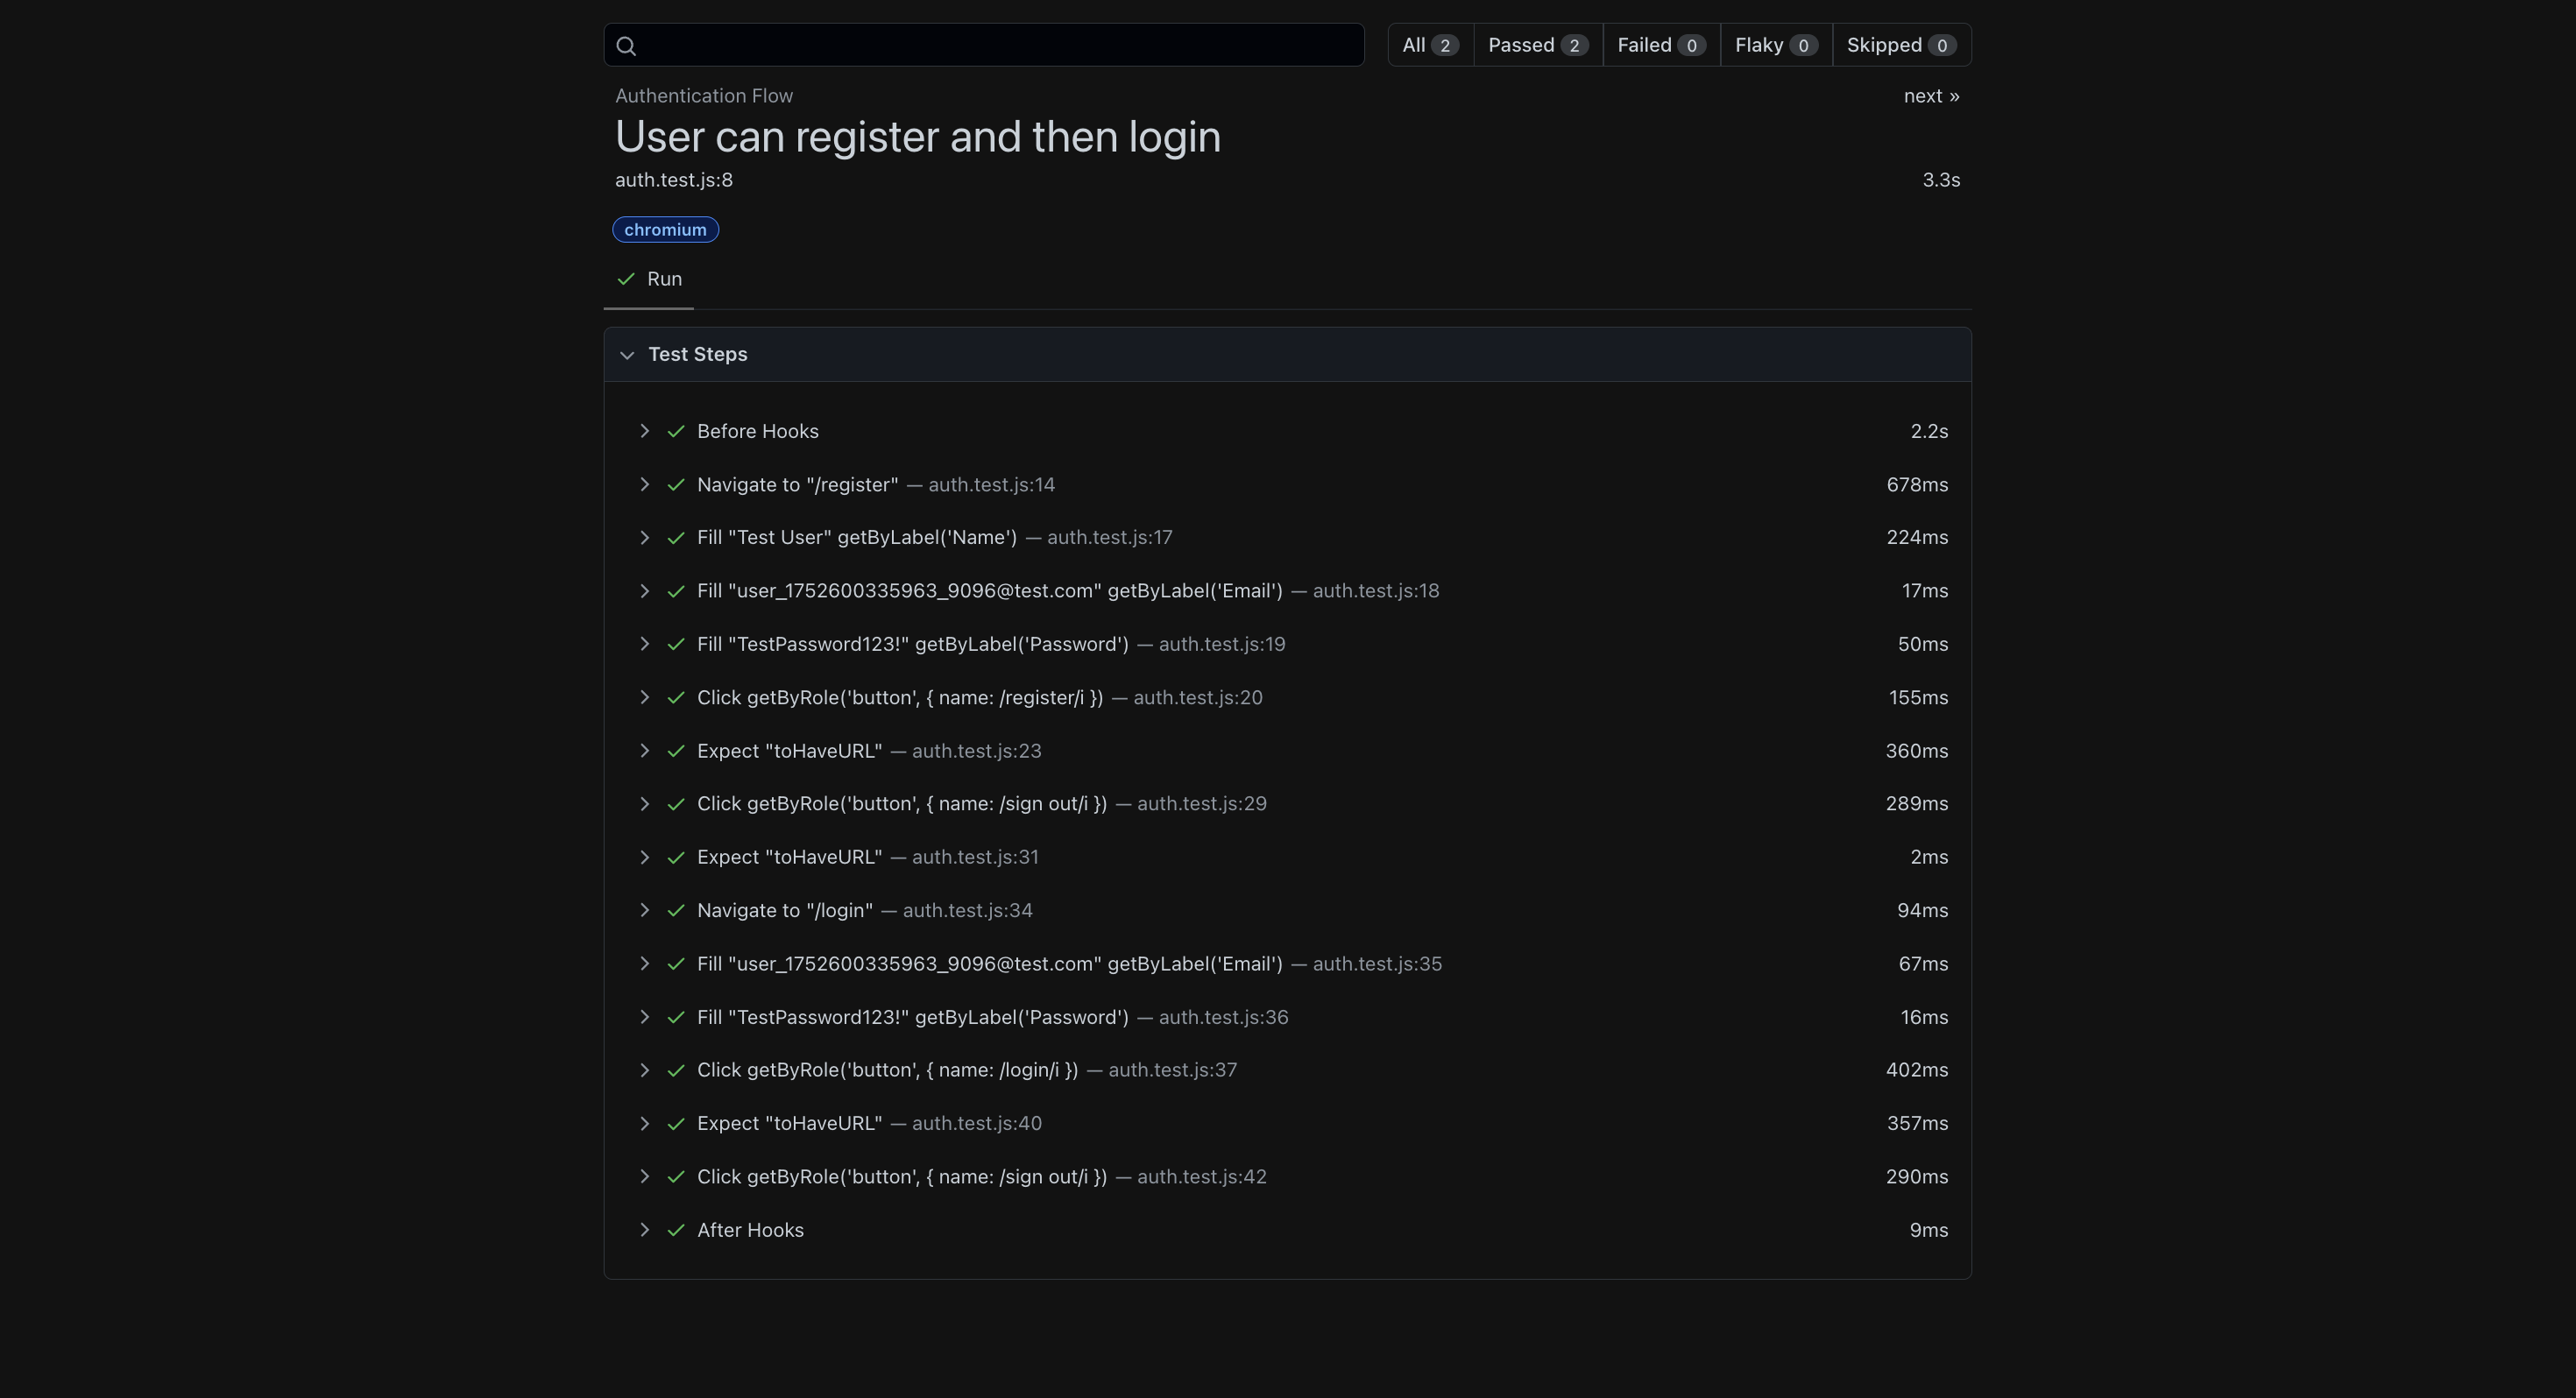 All 2 Passed 2 Failed 0 Flaky 0 Skipped 0
Authentication Flow next »
User can register and then login
auth.test.js:8 3.3s
chromium
Run
Test Steps
Before Hooks 2.2s
Navigate to "/register" — auth.test.js:14 678ms
Fill "Test User" getByLabel('Name') — auth.test.js:17 224ms
Fill "user_1752600335963_9096@test.com" getByLabel('Email') — auth.test.js:18 17ms
Fill "TestPassword123!" getByLabel('Password') — auth.test.js:19 50ms
Click getByRole('button', { name: /register/i }) — auth.test.js:20 155ms
Expect "toHaveURL" — auth.test.js:23 360ms
Click getByRole('button', { name: /sign out/i }) — auth.test.js:29 289ms
Expect "toHaveURL" — auth.test.js:31 2ms
Navigate to "/login" — auth.test.js:34 94ms
Fill "user_1752600335963_9096@test.com" getByLabel('Email') — auth.test.js:35 67ms
Fill "TestPassword123!" getByLabel('Password') — auth.test.js:36 16ms
Click getByRole('button', { name: /login/i }) — auth.test.js:37 402ms
Expect "toHaveURL" — auth.test.js:40 357ms
Click getByRole('button', { name: /sign out/i }) — auth.test.js:42 290ms
After Hooks 9ms